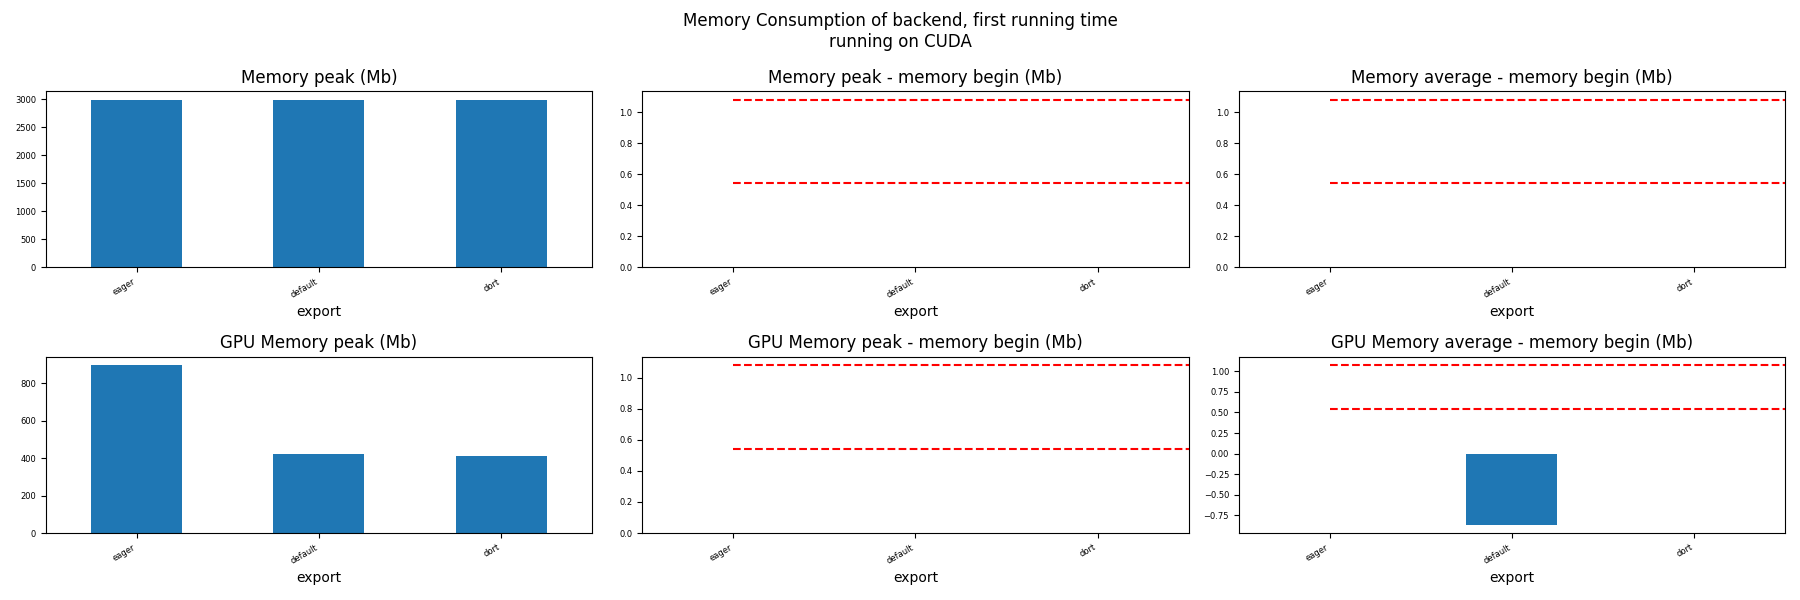 Memory Consumption of backend, first running time
running on CUDA
Memory peak (Mb)
3000
2500
2000
1500
1000
500
0
eager
default
dort
export
Memory peak - memory begin (Mb)
1.0
0.8
0.6
0.4
0.2
0.0
eager
default
dort
export
Memory average - memory begin (Mb)
1.0
0.8
0.6
0.4
0.2
0.0
eager
default
dort
export
GPU Memory peak (Mb)
800
600
400
200
0
eager
default
dort
export
GPU Memory peak - memory begin (Mb)
1.0
0.8
0.6
0.4
0.2
0.0
eager
default
dort
export
GPU Memory average - memory begin (Mb)
1.00
0.75
0.50
0.25
0.00
−0.25
−0.50
−0.75
eager
default
dort
export